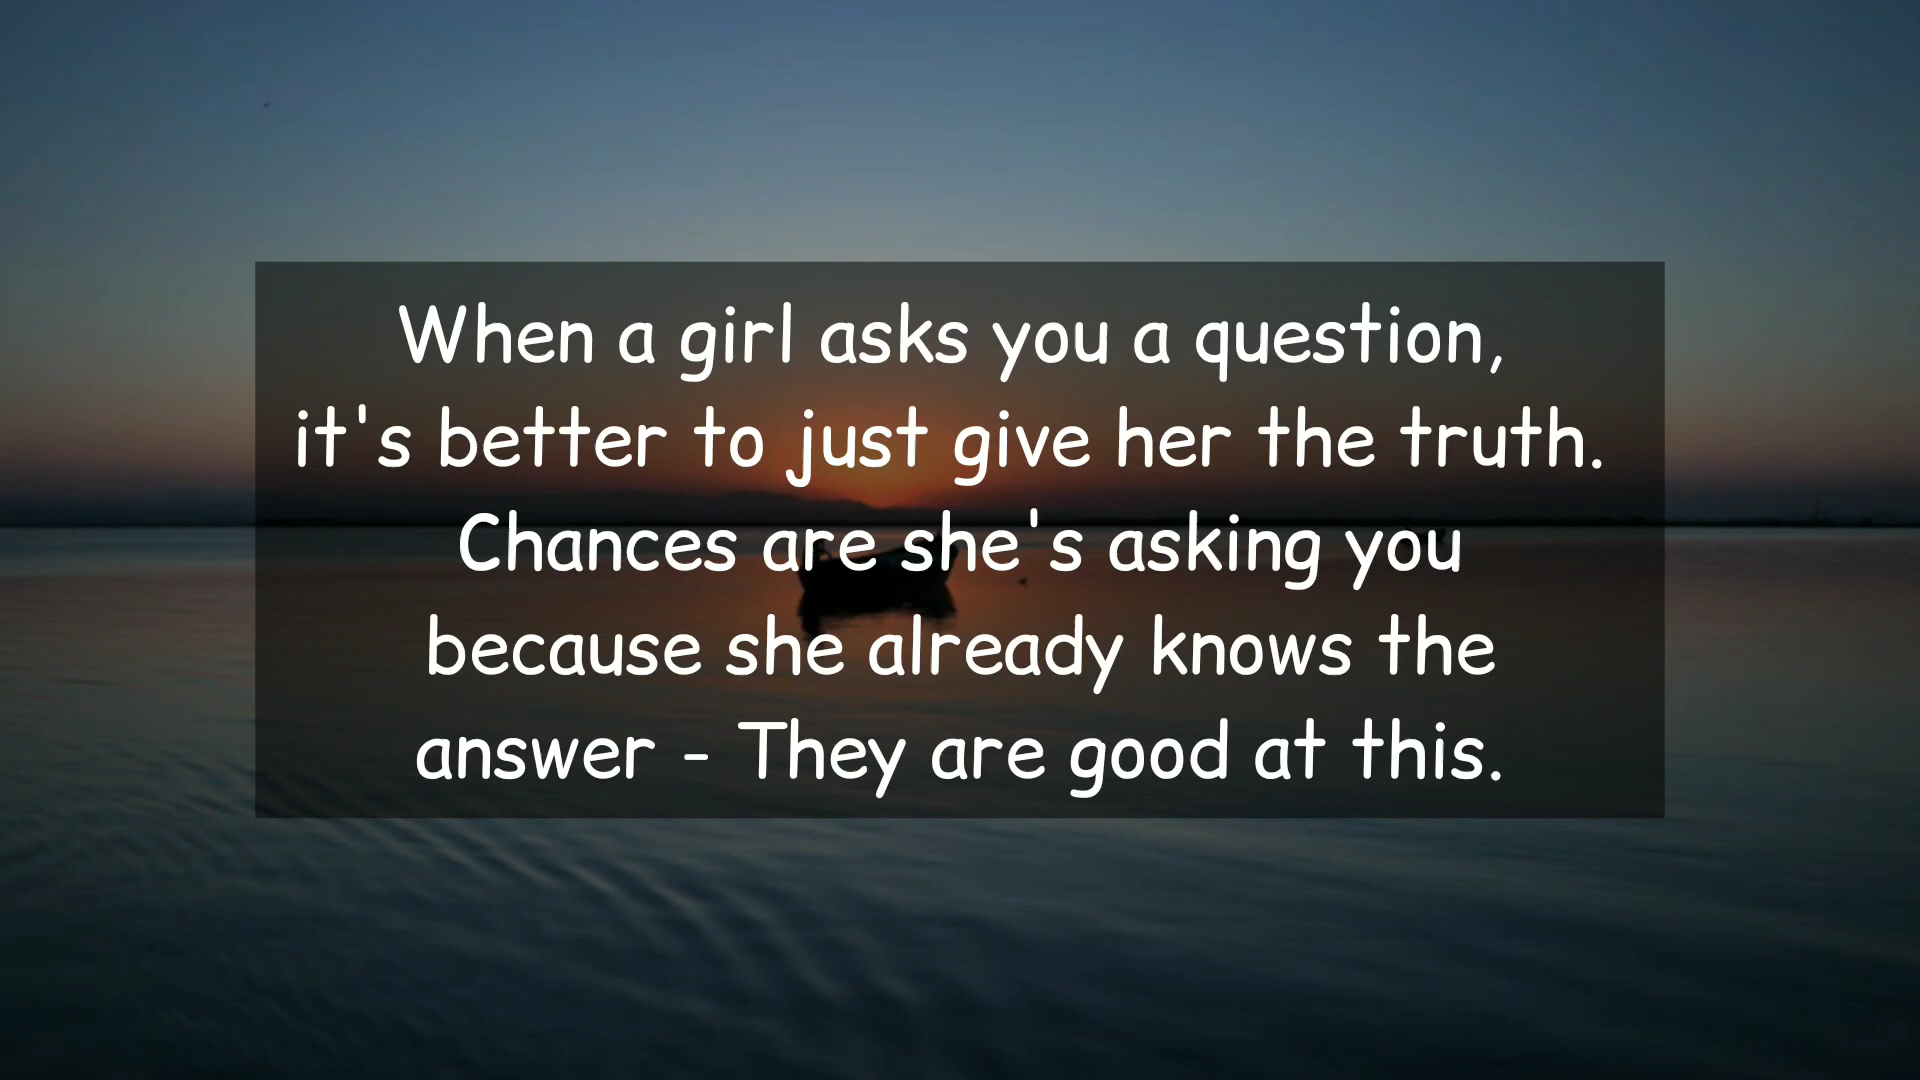 When a girl asks you a question,
it's better to just give her the truth.
Chances are she's asking you
because she already knows the
answer - They are good at this.